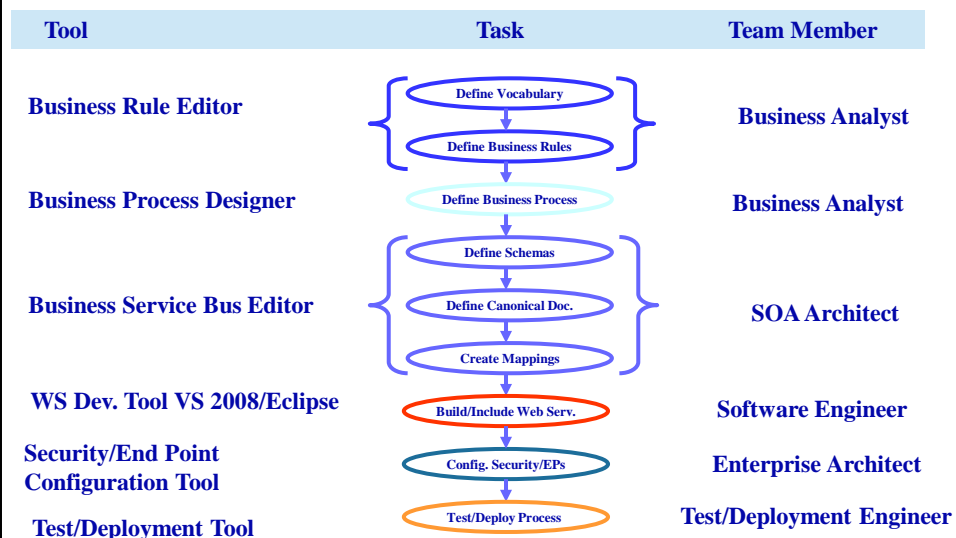 Tool Task Team Member
Define Vocabulary
Business Rule Editor
Business Analyst
Define Business Rules
Business Process Designer Define Business Process Business Analyst
Define Schemas
Business Service Bus Editor Define Canonical Doc. SOA Architect
Create Mappings
WS Dev. Tool VS 2008/Eclipse Build/Include Web Serv. Software Engineer
Security/End Point
Configuration Tool
Config. Security/EPs Enterprise Architect
Test/Deployment Tool Test/Deploy Process Test/Deployment Engineer